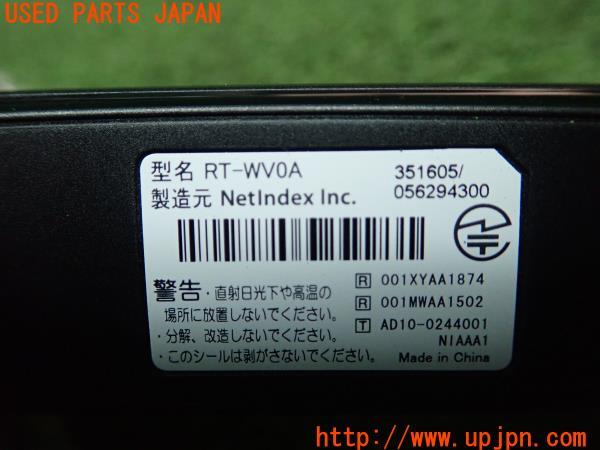 USED PARTS JAPAN
型名 RT-WV0A
351605/
製造元 NetIndex Inc.
056294300
警告・直射日光下や高温の
場所に放置しないでください。
・分解、改造しないでください。
・このシールは剥がさないでください。
R 001XYAA1874
R 001MWAA1502
T AD10-0244001
NIAAA1
Made in China
http://www.upjpn.com